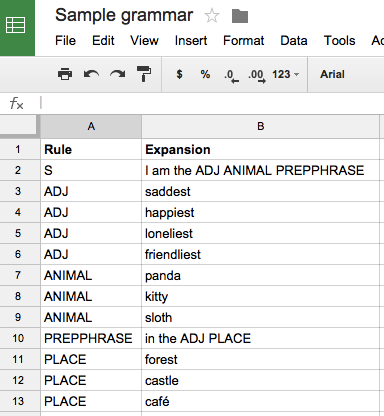 Sample grammar
File Edit View Insert Format Data Tools
$ % .0 .00 123 Arial
fx
A B
1 Rule Expansion
2 S I am the ADJ ANIMAL PREPPHRASE
3 ADJ saddest
4 ADJ happiest
5 ADJ loneliest
6 ADJ friendliest
7 ANIMAL panda
8 ANIMAL kitty
9 ANIMAL sloth
10 PREPPHRASE in the ADJ PLACE
11 PLACE forest
12 PLACE castle
13 PLACE café